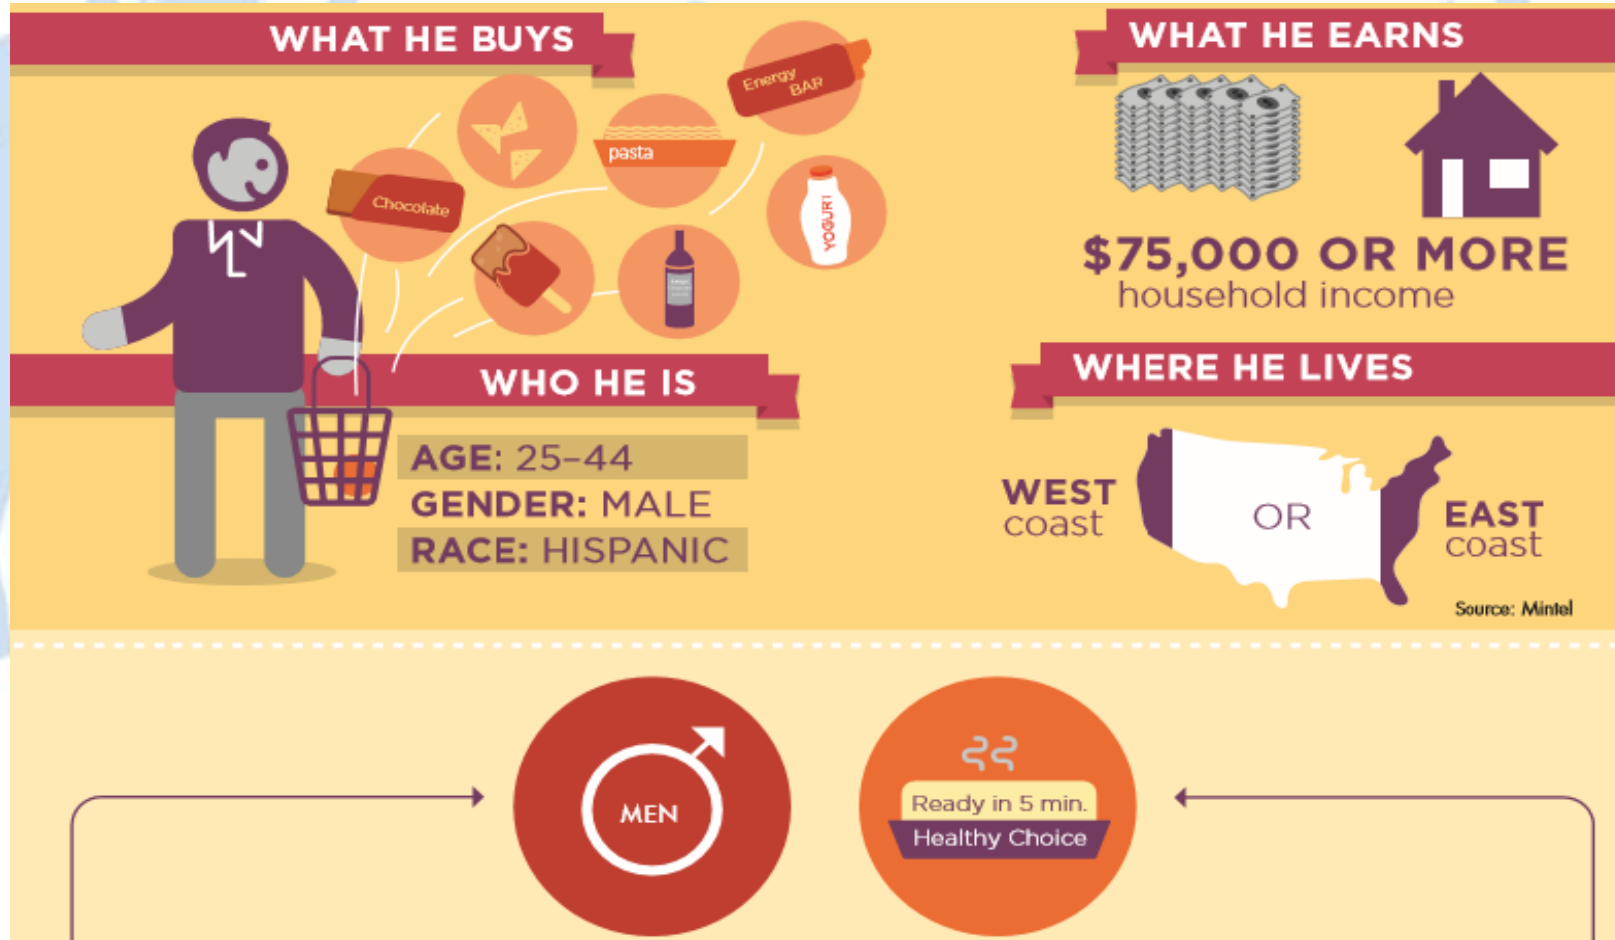 WHAT HE BUYS
Chocolate
pasta
Energy
BAR
YOGURT
WHO HE IS
AGE: 25–44
GENDER: MALE
RACE: HISPANIC
WHAT HE EARNS
$75,000 OR MORE
household income
WHERE HE LIVES
WEST
coast
OR
EAST
coast
Source: Mintel
MEN
Ready in 5 min.
Healthy Choice